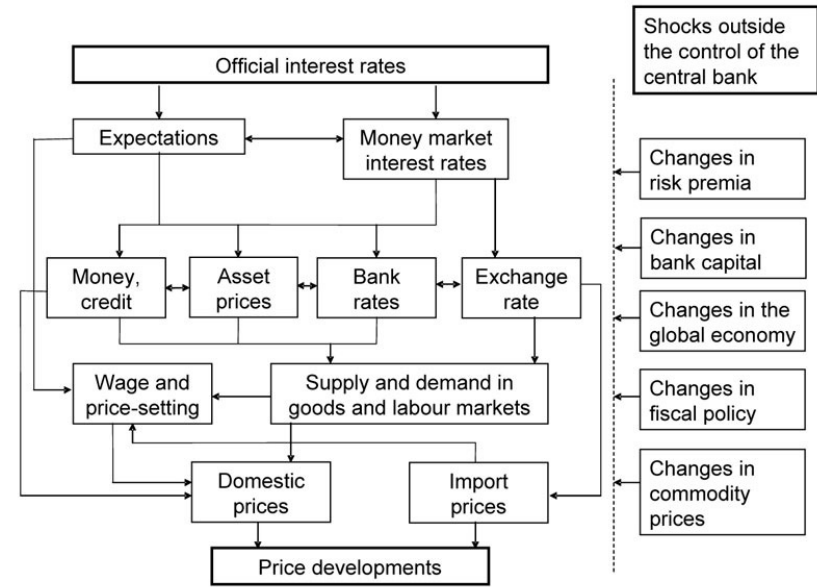 Official interest rates
Shocks outside
the control of the
central bank
Expectations
Money market
interest rates
Changes in
risk premia
Changes in
bank capital
Money,
credit
Asset
prices
Bank
rates
Exchange
rate
Changes in the
global economy
Wage and
price-setting
Supply and demand in
goods and labour markets
Changes in
fiscal policy
Domestic
prices
Import
prices
Changes in
commodity
prices
Price developments